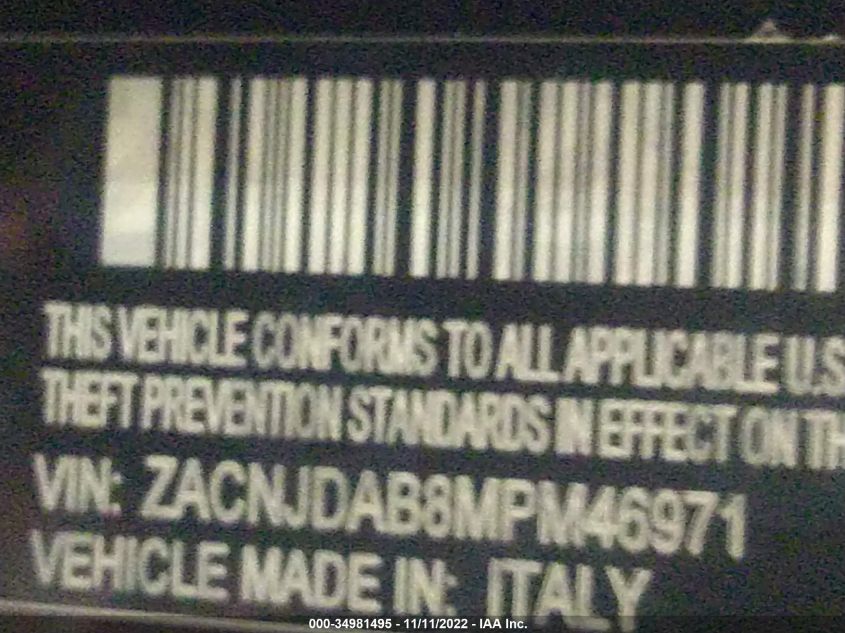 THIS VEHICLE CONFORMS TO ALL APPLICABLE U.S
THEFT PREVENTION STANDARDS IN EFFECT ON TH
VIN: ZACNJDAB8MPM46971
VEHICLE MADE IN: ITALY
000-34981495 - 11/11/2022 - IAA Inc.